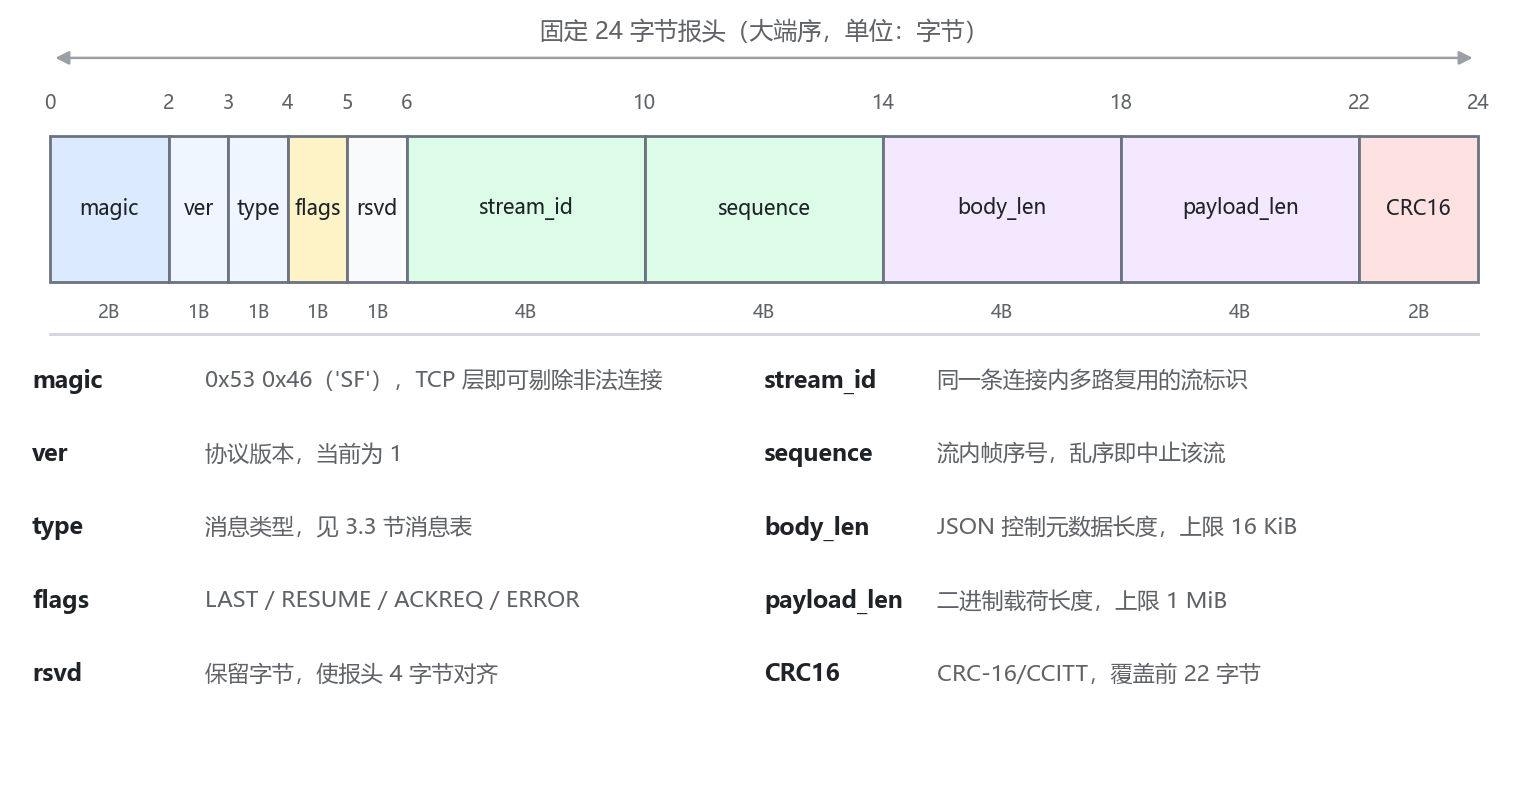 固定 24 字节报头（大端序，单位：字节）
0 2 3 4 5 6 10 14 18 22 24
magic ver type flags rsvd stream_id sequence body_len payload_len CRC16
2B 1B 1B 1B 1B 4B 4B 4B 4B 2B
magic 0x53 0x46（'SF'），TCP 层即可剔除非法连接
stream_id 同一条连接内多路复用的流标识
ver 协议版本，当前为 1
sequence 流内帧序号，乱序即中止该流
type 消息类型，见 3.3 节消息表
body_len JSON 控制元数据长度，上限 16 KiB
flags LAST / RESUME / ACKREQ / ERROR
payload_len 二进制载荷长度，上限 1 MiB
rsvd 保留字节，使报头 4 字节对齐
CRC16 CRC-16/CCITT，覆盖前 22 字节